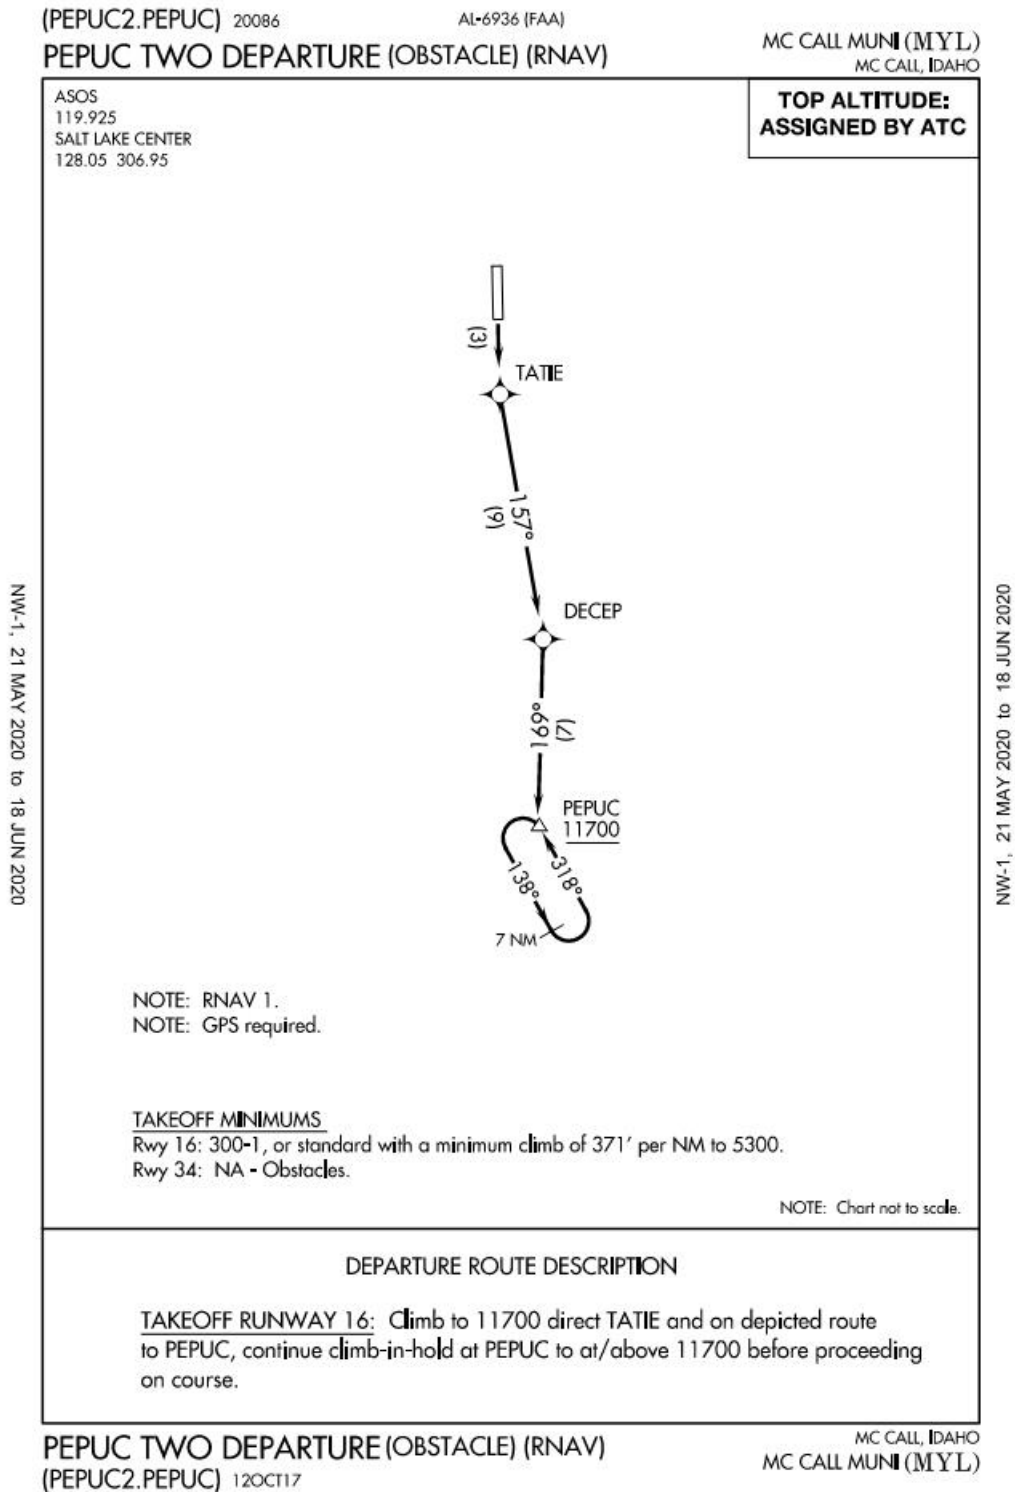 (PEPUC2.PEPUC) 20086
AL-6936 (FAA)
PEPUC TWO DEPARTURE (OBSTACLE) (RNAV)
MC CALL MUNI (MYL)
MC CALL, IDAHO
ASOS
119.925
SALT LAKE CENTER
128.05 306.95
TOP ALTITUDE:
ASSIGNED BY ATC
(3)
TATIE
157°
(9)
DECEP
169°
(7)
PEPUC
11700
138°
318°
7 NM
NW-1, 21 MAY 2020 to 18 JUN 2020
NW-1, 21 MAY 2020 to 18 JUN 2020
NOTE: RNAV 1.
NOTE: GPS required.
TAKEOFF MINIMUMS
Rwy 16: 300-1, or standard with a minimum climb of 371' per NM to 5300.
Rwy 34: NA - Obstacles.
NOTE: Chart not to scale.
DEPARTURE ROUTE DESCRIPTION
TAKEOFF RUNWAY 16: Climb to 11700 direct TATIE and on depicted route
to PEPUC, continue climb-in-hold at PEPUC to at/above 11700 before proceeding
on course.
PEPUC TWO DEPARTURE (OBSTACLE) (RNAV)
(PEPUC2.PEPUC) 12OCT17
MC CALL, IDAHO
MC CALL MUNI (MYL)